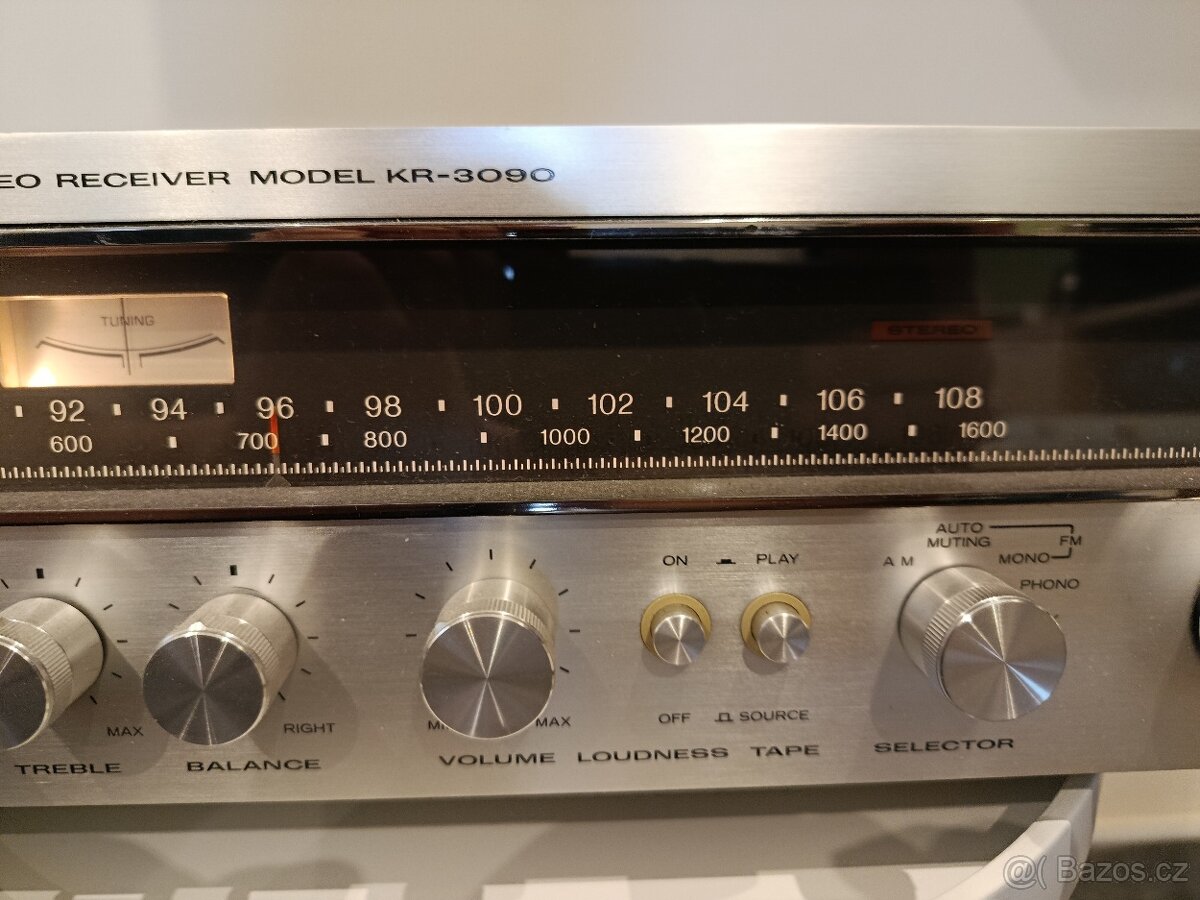 EO RECEIVER MODEL KR-3090
TUNING
STEREO
92 94 96 98 100 102 104 106 108
600 700 800 1000 1200 1400 1600
ON PLAY
AUTO
MUTING
FM
AM
MONO
PHONO
MAX
RIGHT
MAX
OFF SOURCE
TREBLE BALANCE VOLUME LOUDNESS TAPE SELECTOR
@( Bazos.cz